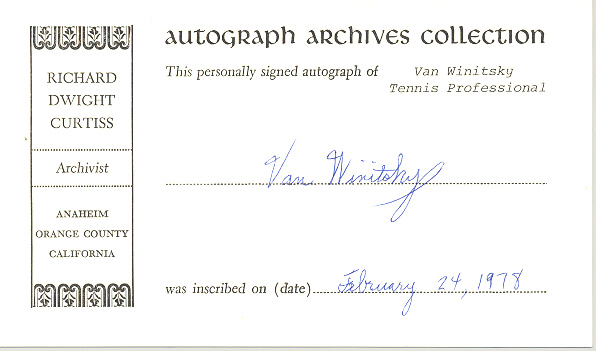 RICHARD
DWIGHT
CURTISS
Archivist
ANAHEIM
ORANGE COUNTY
CALIFORNIA
AUTOGRAPH ARCHIVES COLLECTION
This personally signed autograph of Van Winitsky
Tennis Professional
Van Winitsky
was inscribed on (date) February 24, 1978